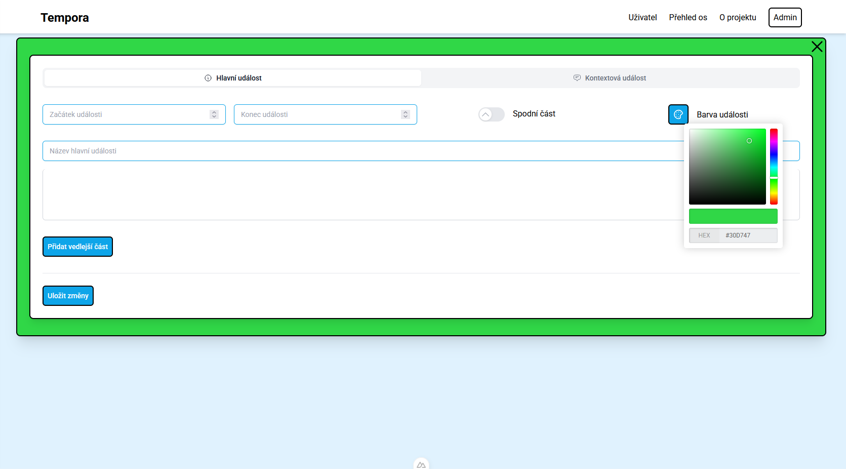 Tempora
Uživatel
Přehled os
O projektu
Admin
Hlavní událost
Kontextová událost
Začátek události
Konec události
Spodní část
Barva události
Název hlavní události
HEX
#30D747
Přidat vedlejší část
Uložit změny